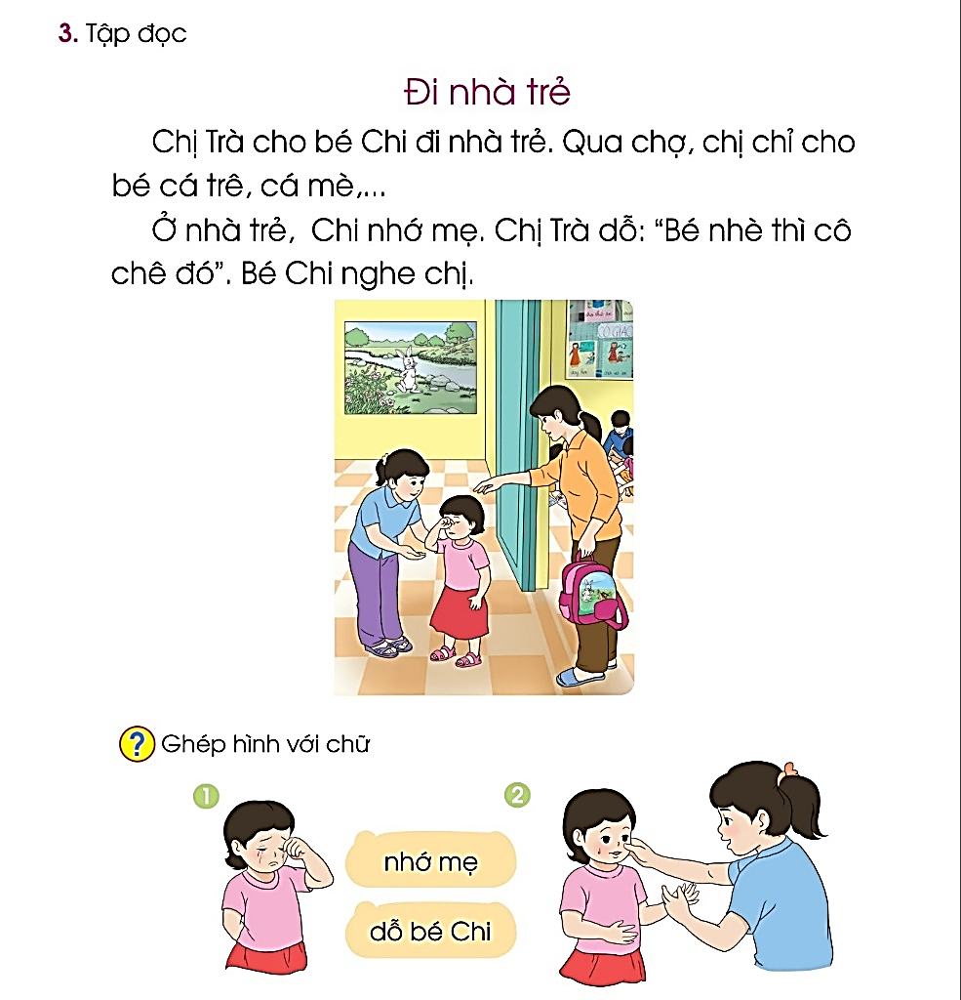 3. Tập đọc
Đi nhà trẻ
Chị Trà cho bé Chi đi nhà trẻ. Qua chợ, chị chỉ cho
bé cá trê, cá mè,...
Ở nhà trẻ, Chi nhớ mẹ. Chị Trà dỗ: “Bé nhè thì cô
chê đó”. Bé Chi nghe chị.
CÔ GIÁO
? Ghép hình với chữ
1
2
nhớ mẹ
dỗ bé Chi